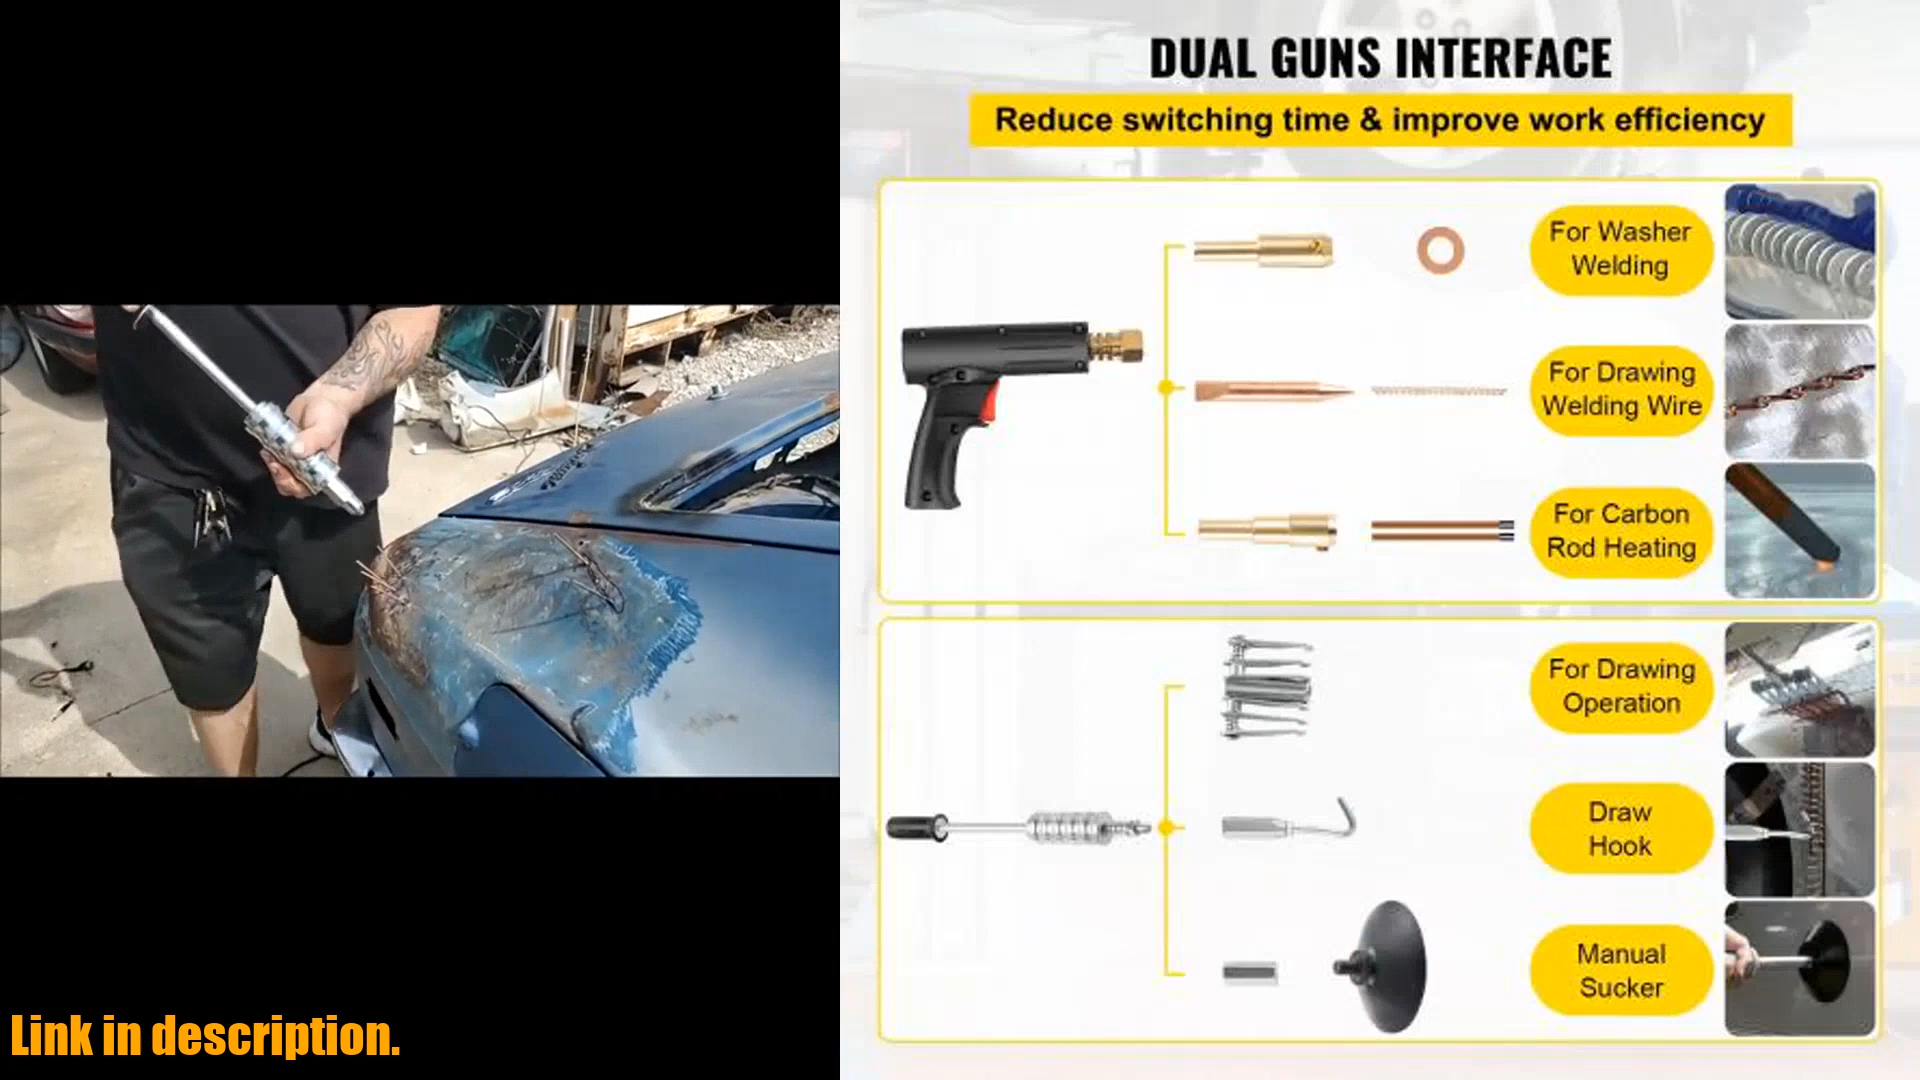 DUAL GUNS INTERFACE
Reduce switching time & improve work efficiency
For Washer
Welding
For Drawing
Welding Wire
For Carbon
Rod Heating
For Drawing
Operation
Draw
Hook
Manual
Sucker
Link in description.